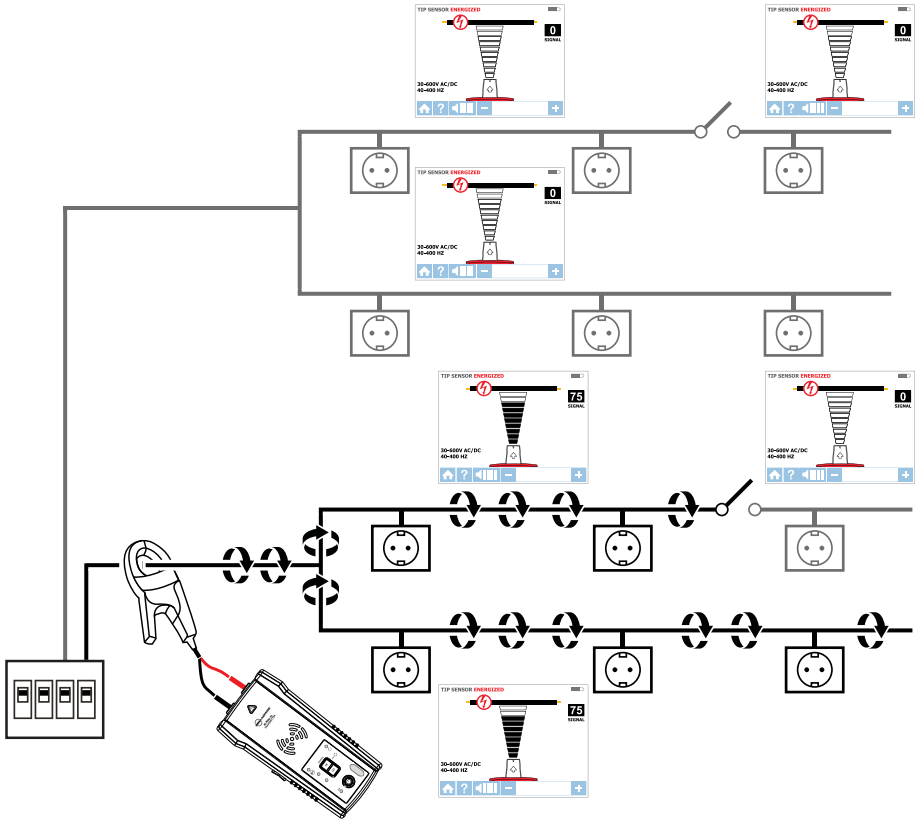 TIP SENSOR ENERGIZED
0
SIGNAL
30-600V AC/DC
40-400 HZ
?
TIP SENSOR ENERGIZED
0
SIGNAL
30-600V AC/DC
40-400 HZ
?
TIP SENSOR ENERGIZED
0
SIGNAL
30-600V AC/DC
40-400 HZ
?
TIP SENSOR ENERGIZED
75
SIGNAL
30-600V AC/DC
40-400 HZ
?
TIP SENSOR ENERGIZED
0
SIGNAL
30-600V AC/DC
40-400 HZ
?
TIP SENSOR ENERGIZED
75
SIGNAL
30-600V AC/DC
40-400 HZ
?